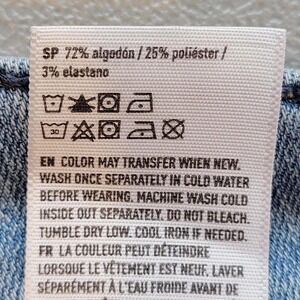 SP 72% algodón / 25% poliéster /
3% elastano
30
EN COLOR MAY TRANSFER WHEN NEW.
WASH ONCE SEPARATELY IN COLD WATER
BEFORE WEARING. MACHINE WASH COLD
INSIDE OUT SEPARATELY. DO NOT BLEACH.
TUMBLE DRY LOW. COOL IRON IF NEEDED.
FR LA COULEUR PEUT DÉTEINDRE
LORSQUE LE VÊTEMENT EST NEUF. LAVER
SÉPARÉMENT À L'EAU FROIDE AVANT DE